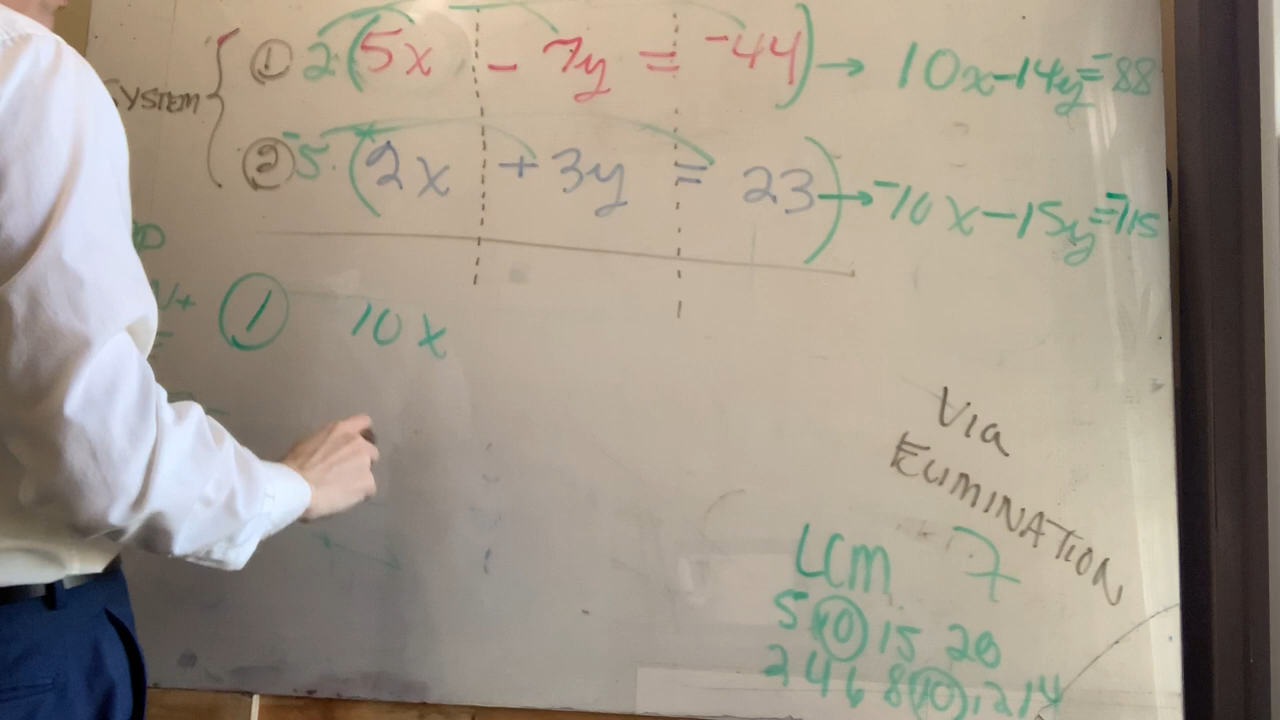 ① 2(5x - 7y = -44) → 10x-14y=-88
SYSTEM
② -5(2x + 3y = 23) → -10x-15y=-115
① 10x
Via
ELIMINATION
LCM 7
5 10 15 20
2 4 6 8 10 12 14